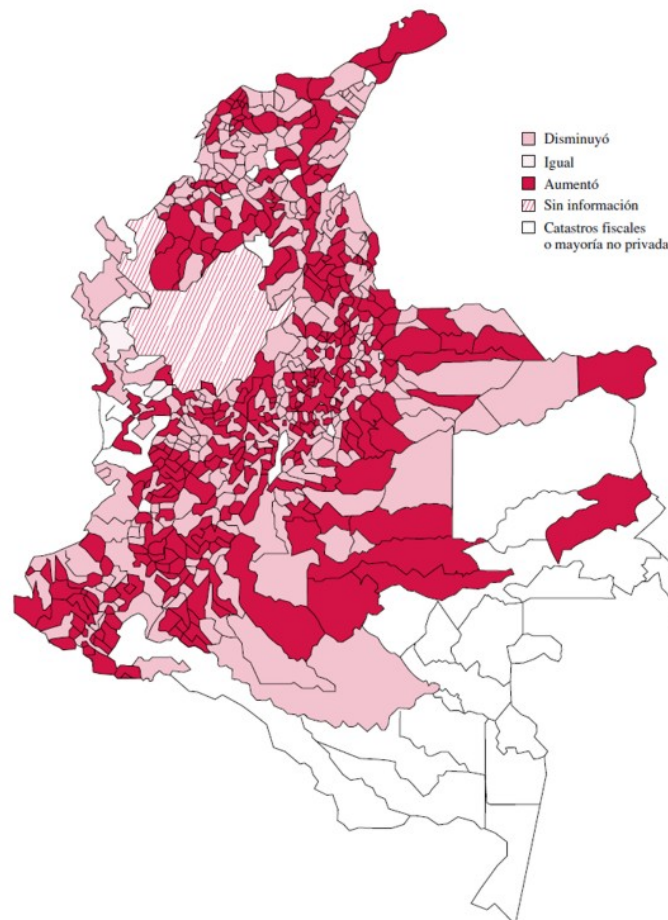 Disminuyó
Igual
Aumentó
Sin información
Catastros fiscales
o mayoría no privada